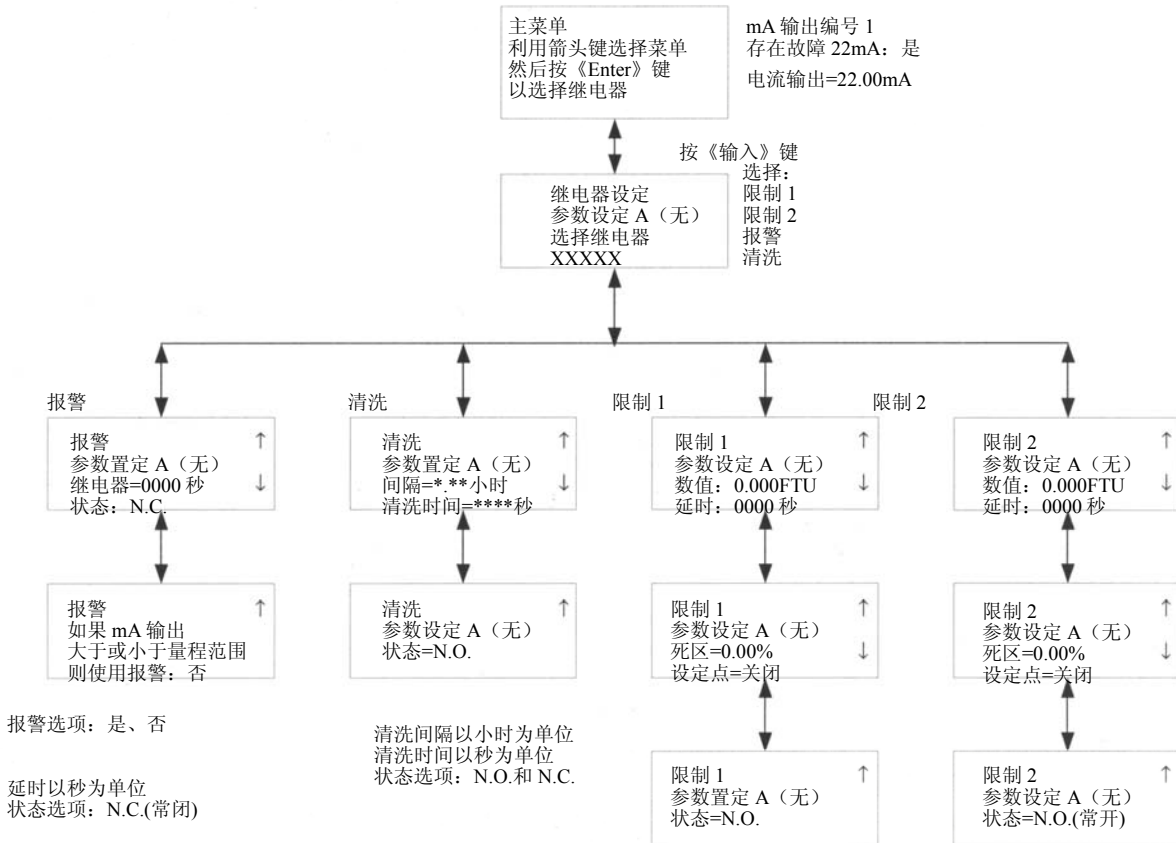 主菜单
利用箭头键选择菜单
然后按《Enter》键
以选择继电器
mA 输出编号 1
存在故障 22mA：是
电流输出=22.00mA
按《输入》键
选择：
限制 1
限制 2
报警
清洗
继电器设定
参数设定 A（无）
选择继电器
XXXXX
报警
报警 ↑
参数置定 A（无）
继电器=0000 秒 ↓
状态：N.C.
报警 ↑
如果 mA 输出
大于或小于量程范围
则使用报警：否
报警选项：是、否
延时以秒为单位
状态选项：N.C.(常闭)
清洗
清洗 ↑
参数置定 A（无）
间隔=*.**小时 ↓
清洗时间=****秒
清洗 ↑
参数设定 A（无）
状态=N.O.
清洗间隔以小时为单位
清洗时间以秒为单位
状态选项：N.O.和 N.C.
限制 1
限制 1 ↑
参数设定 A（无）
数值：0.000FTU ↓
延时：0000 秒
限制 1 ↑
参数设定 A（无）
死区=0.00% ↓
设定点=关闭
限制 1 ↑
参数置定 A（无）
状态=N.O.
限制 2
限制 2 ↑
参数设定 A（无）
数值：0.000FTU ↓
延时：0000 秒
限制 2 ↑
参数设定 A（无）
死区=0.00% ↓
设定点=关闭
限制 2 ↑
参数设定 A（无）
状态=N.O.(常开)